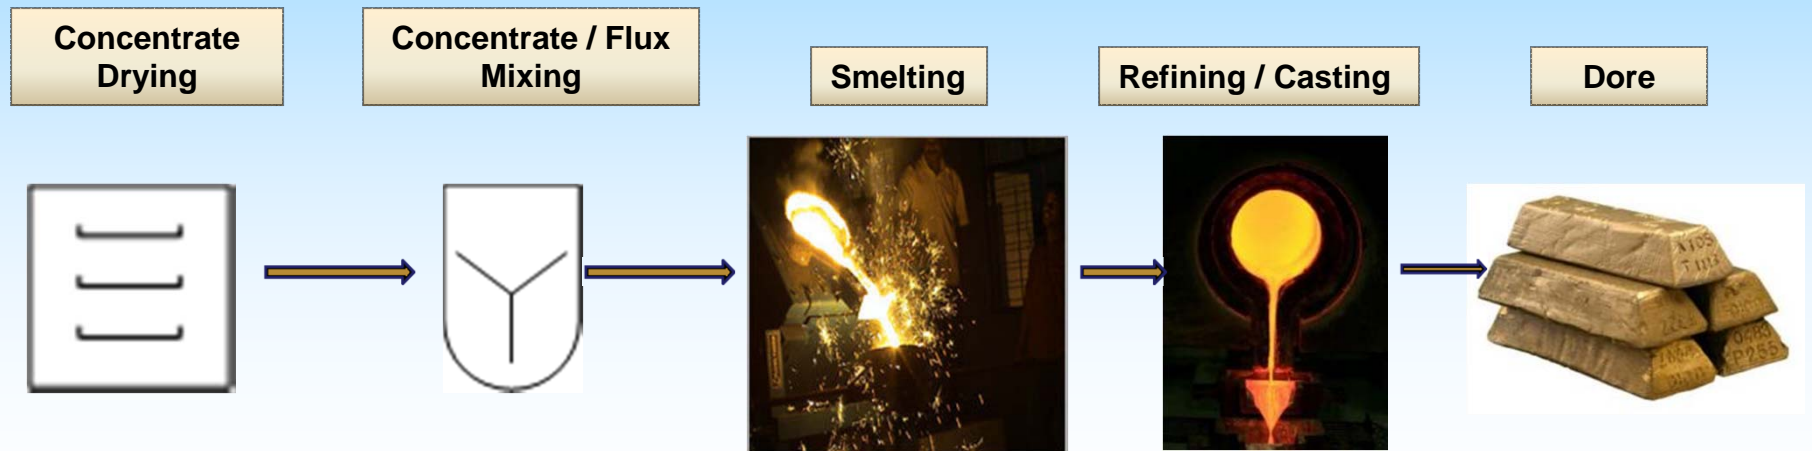 Concentrate
Drying
Concentrate / Flux
Mixing
Smelting
Refining / Casting
Dore